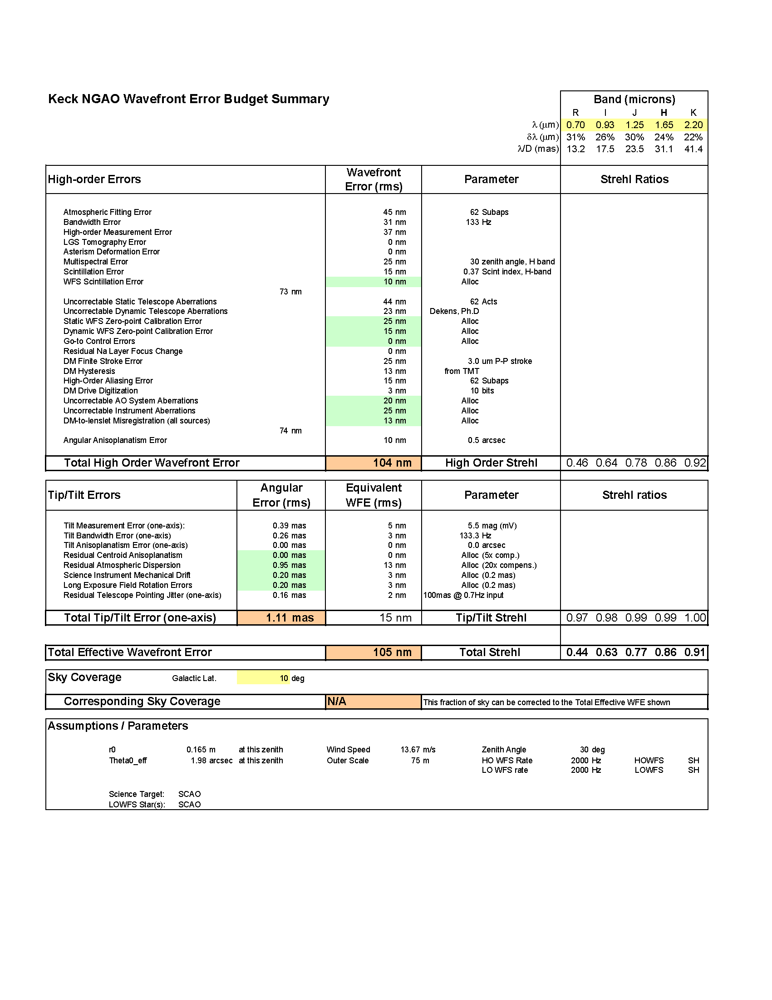 Keck NGAO Wavefront Error Budget Summary
Band (microns)
R I J H K
λ (μm) 0.70 0.93 1.25 1.65 2.20
δλ (μm) 31% 26% 30% 24% 22%
λ/D (mas) 13.2 17.5 23.5 31.1 41.4
High-order Errors Wavefront Error (rms) Parameter Strehl Ratios
Atmospheric Fitting Error 45 nm 62 Subaps
Bandwidth Error 31 nm 133 Hz
High-order Measurement Error 37 nm
LGS Tomography Error 0 nm
Asterism Deformation Error 0 nm
Multispectral Error 25 nm 30 zenith angle, H band
Scintillation Error 15 nm 0.37 Scint index, H-band
WFS Scintillation Error 10 nm Alloc
73 nm
Uncorrectable Static Telescope Aberrations 44 nm 62 Acts
Uncorrectable Dynamic Telescope Aberrations 23 nm Dekens, Ph.D
Static WFS Zero-point Calibration Error 25 nm Alloc
Dynamic WFS Zero-point Calibration Error 15 nm Alloc
Go-to Control Errors 0 nm Alloc
Residual Na Layer Focus Change 0 nm
DM Finite Stroke Error 25 nm 3.0 um P-P stroke
DM Hysteresis 13 nm from TMT
High-Order Aliasing Error 15 nm 62 Subaps
DM Drive Digitization 3 nm 10 bits
Uncorrectable AO System Aberrations 20 nm Alloc
Uncorrectable Instrument Aberrations 25 nm Alloc
DM-to-lenslet Misregistration (all sources) 13 nm Alloc
74 nm
Angular Anisoplanatism Error 10 nm 0.5 arcsec
Total High Order Wavefront Error 104 nm High Order Strehl 0.46 0.64 0.78 0.86 0.92
Tip/Tilt Errors Angular Error (rms) Equivalent WFE (rms) Parameter Strehl ratios
Tilt Measurement Error (one-axis): 0.39 mas 5 nm 5.5 mag (mV)
Tilt Bandwidth Error (one-axis) 0.26 mas 3 nm 133.3 Hz
Tilt Anisoplanatism Error (one-axis) 0.00 mas 0 nm 0.0 arcsec
Residual Centroid Anisoplanatism 0.00 mas 0 nm Alloc (5x comp.)
Residual Atmospheric Dispersion 0.95 mas 13 nm Alloc (20x compens.)
Science Instrument Mechanical Drift 0.20 mas 3 nm Alloc (0.2 mas)
Long Exposure Field Rotation Errors 0.20 mas 3 nm Alloc (0.2 mas)
Residual Telescope Pointing Jitter (one-axis) 0.16 mas 2 nm 100mas @ 0.7Hz input
Total Tip/Tilt Error (one-axis) 1.11 mas 15 nm Tip/Tilt Strehl 0.97 0.98 0.99 0.99 1.00
Total Effective Wavefront Error 105 nm Total Strehl 0.44 0.63 0.77 0.86 0.91
Sky Coverage Galactic Lat. 10 deg
Corresponding Sky Coverage N/A This fraction of sky can be corrected to the Total Effective WFE shown
Assumptions / Parameters
r0 0.165 m at this zenith Wind Speed 13.67 m/s Zenith Angle 30 deg
Theta0_eff 1.98 arcsec at this zenith Outer Scale 75 m HO WFS Rate 2000 Hz HOWFS SH
LO WFS rate 2000 Hz LOWFS SH
Science Target: SCAO
LOWFS Star(s): SCAO